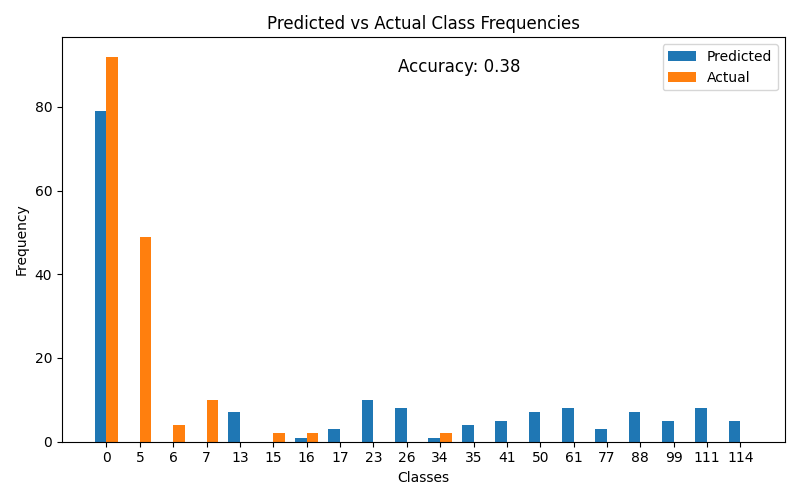 Predicted vs Actual Class Frequencies
Accuracy: 0.38
Predicted
Actual
Frequency
80
60
40
20
0
0 5 6 7 13 15 16 17 23 26 34 35 41 50 61 77 88 99 111 114
Classes